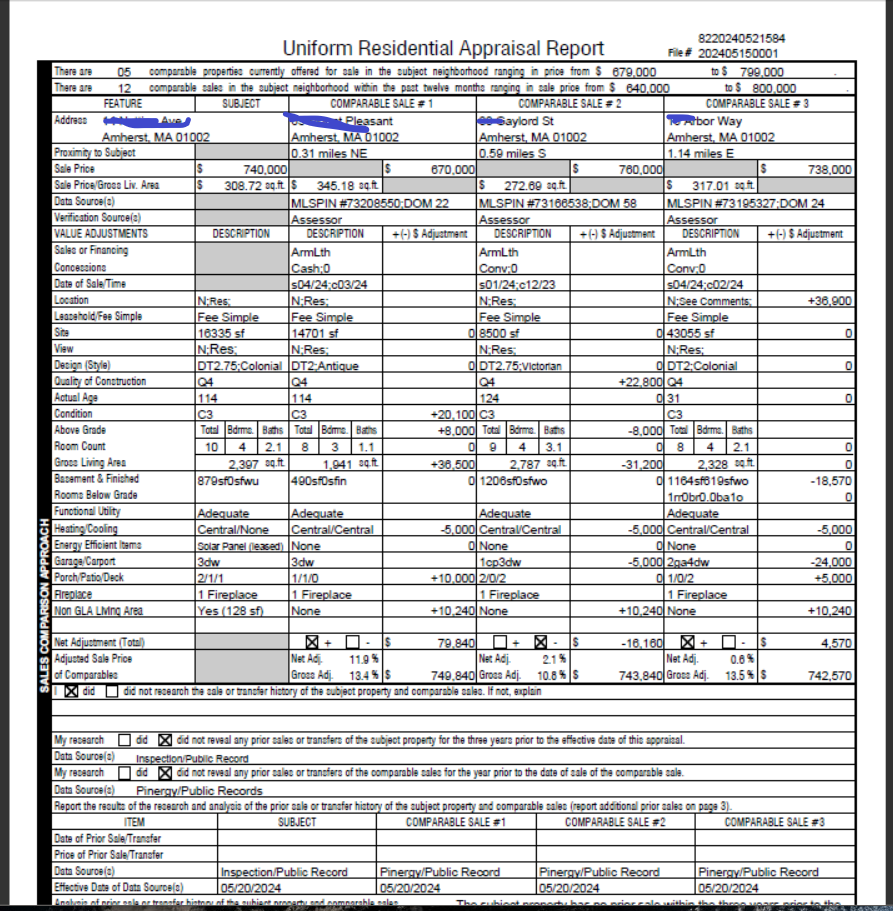 8220240521584
Uniform Residential Appraisal Report File # 202405150001
There are 05 comparable properties currently offered for sale in the subject neighborhood ranging in price from $ 679,000 to $ 799,000 .
There are 12 comparable sales in the subject neighborhood within the past twelve months ranging in sale price from $ 640,000 to $ 800,000 .
FEATURE SUBJECT COMPARABLE SALE # 1 COMPARABLE SALE # 2 COMPARABLE SALE # 3
Address Ave Pleasant Gaylord St Arbor Way
Amherst, MA 01002 Amherst, MA 01002 Amherst, MA 01002 Amherst, MA 01002
Proximity to Subject 0.31 miles NE 0.59 miles S 1.14 miles E
Sale Price $ 740,000 $ 670,000 $ 760,000 $ 738,000
Sale Price/Gross Liv. Area $ 308.72 sq.ft. $ 345.18 sq.ft. $ 272.69 sq.ft. $ 317.01 sq.ft.
Data Source(s) MLSPIN #73208550;DOM 22 MLSPIN #73166538;DOM 58 MLSPIN #73195327;DOM 24
Verification Source(s) Assessor Assessor Assessor
VALUE ADJUSTMENTS DESCRIPTION DESCRIPTION +(-) $ Adjustment DESCRIPTION +(-) $ Adjustment DESCRIPTION +(-) $ Adjustment
Sales or Financing ArmLth ArmLth ArmLth
Concessions Cash;0 Conv;0 Conv;0
Date of Sale/Time s04/24;c03/24 s01/24;c12/23 s04/24;c02/24
Location N;Res; N;Res; N;Res; N;See Comments; +36,900
Leasehold/Fee Simple Fee Simple Fee Simple Fee Simple Fee Simple
Site 16335 sf 14701 sf 0 8500 sf 0 43055 sf 0
View N;Res; N;Res; N;Res; N;Res;
Design (Style) DT2.75;Colonial DT2;Antique 0 DT2.75;Victorian 0 DT2;Colonial 0
Quality of Construction Q4 Q4 Q4 +22,800 Q4
Actual Age 114 114 124 0 31 0
Condition C3 C3 +20,100 C3 C3
Above Grade Total Bdrms. Baths Total Bdrms. Baths +8,000 Total Bdrms. Baths -8,000 Total Bdrms. Baths
Room Count 10 4 2.1 8 3 1.1 0 9 4 3.1 0 8 4 2.1 0
Gross Living Area 2,397 sq.ft. 1,941 sq.ft. +36,500 2,787 sq.ft. -31,200 2,328 sq.ft. 0
Basement & Finished 879sf0sfwu 490sf0sfin 0 1206sf0sfwo 0 1164sf619sfwo -18,570
Rooms Below Grade 1rr0br0.0ba1o 0
Functional Utility Adequate Adequate Adequate Adequate
Heating/Cooling Central/None Central/Central -5,000 Central/Central -5,000 Central/Central -5,000
Energy Efficient Items Solar Panel (leased) None 0 None 0 None 0
Garage/Carport 3dw 3dw 1cp3dw -5,000 2ga4dw -24,000
Porch/Patio/Deck 2/1/1 1/1/0 +10,000 2/0/2 0 1/0/2 +5,000
Fireplace 1 Fireplace 1 Fireplace 1 Fireplace 1 Fireplace
Non GLA Living Area Yes (128 sf) None +10,240 None +10,240 None +10,240
Net Adjustment (Total) + - $ 79,840 + - $ -16,160 + - $ 4,570
Adjusted Sale Price Net Adj. 11.9 % Net Adj. 2.1 % Net Adj. 0.6 %
of Comparables Gross Adj. 13.4 % $ 749,840 Gross Adj. 10.8 % $ 743,840 Gross Adj. 13.5 % $ 742,570
SALES COMPARISON APPROACH
I did did not research the sale or transfer history of the subject property and comparable sales. If not, explain
My research did did not reveal any prior sales or transfers of the subject property for the three years prior to the effective date of this appraisal.
Data Source(s) Inspection/Public Record
My research did did not reveal any prior sales or transfers of the comparable sales for the year prior to the date of sale of the comparable sale.
Data Source(s) Pinergy/Public Records
Report the results of the research and analysis of the prior sale or transfer history of the subject property and comparable sales (report additional prior sales on page 3).
ITEM SUBJECT COMPARABLE SALE #1 COMPARABLE SALE #2 COMPARABLE SALE #3
Date of Prior Sale/Transfer
Price of Prior Sale/Transfer
Data Source(s) Inspection/Public Record Pinergy/Public Record Pinergy/Public Record Pinergy/Public Record
Effective Date of Data Source(s) 05/20/2024 05/20/2024 05/20/2024 05/20/2024
Analysis of prior sale or transfer history of the subject property and comparable sales The subject property has no prior sale within the three years prior to the